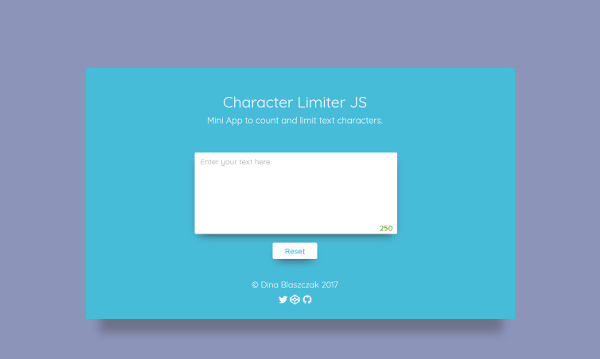 Character Limiter JS
Mini App to count and limit text characters.
Enter your text here
250
Reset
© Dina Blaszczak 2017